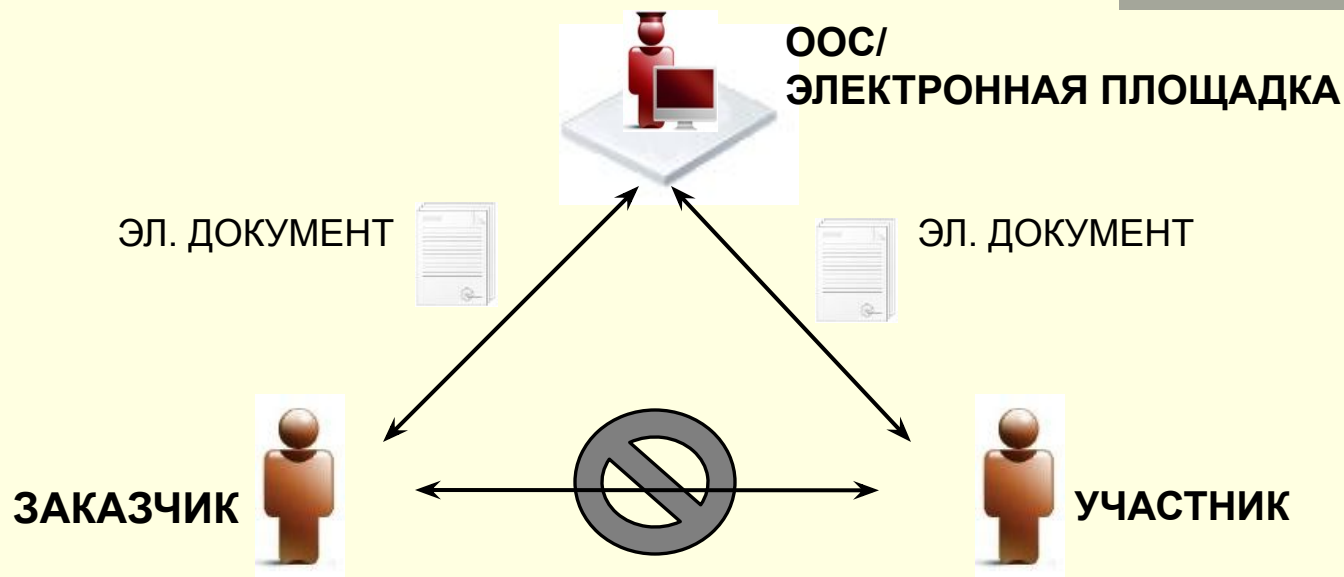 ООС/
ЭЛЕКТРОННАЯ ПЛОЩАДКА
ЭЛ. ДОКУМЕНТ
ЭЛ. ДОКУМЕНТ
ЗАКАЗЧИК
УЧАСТНИК